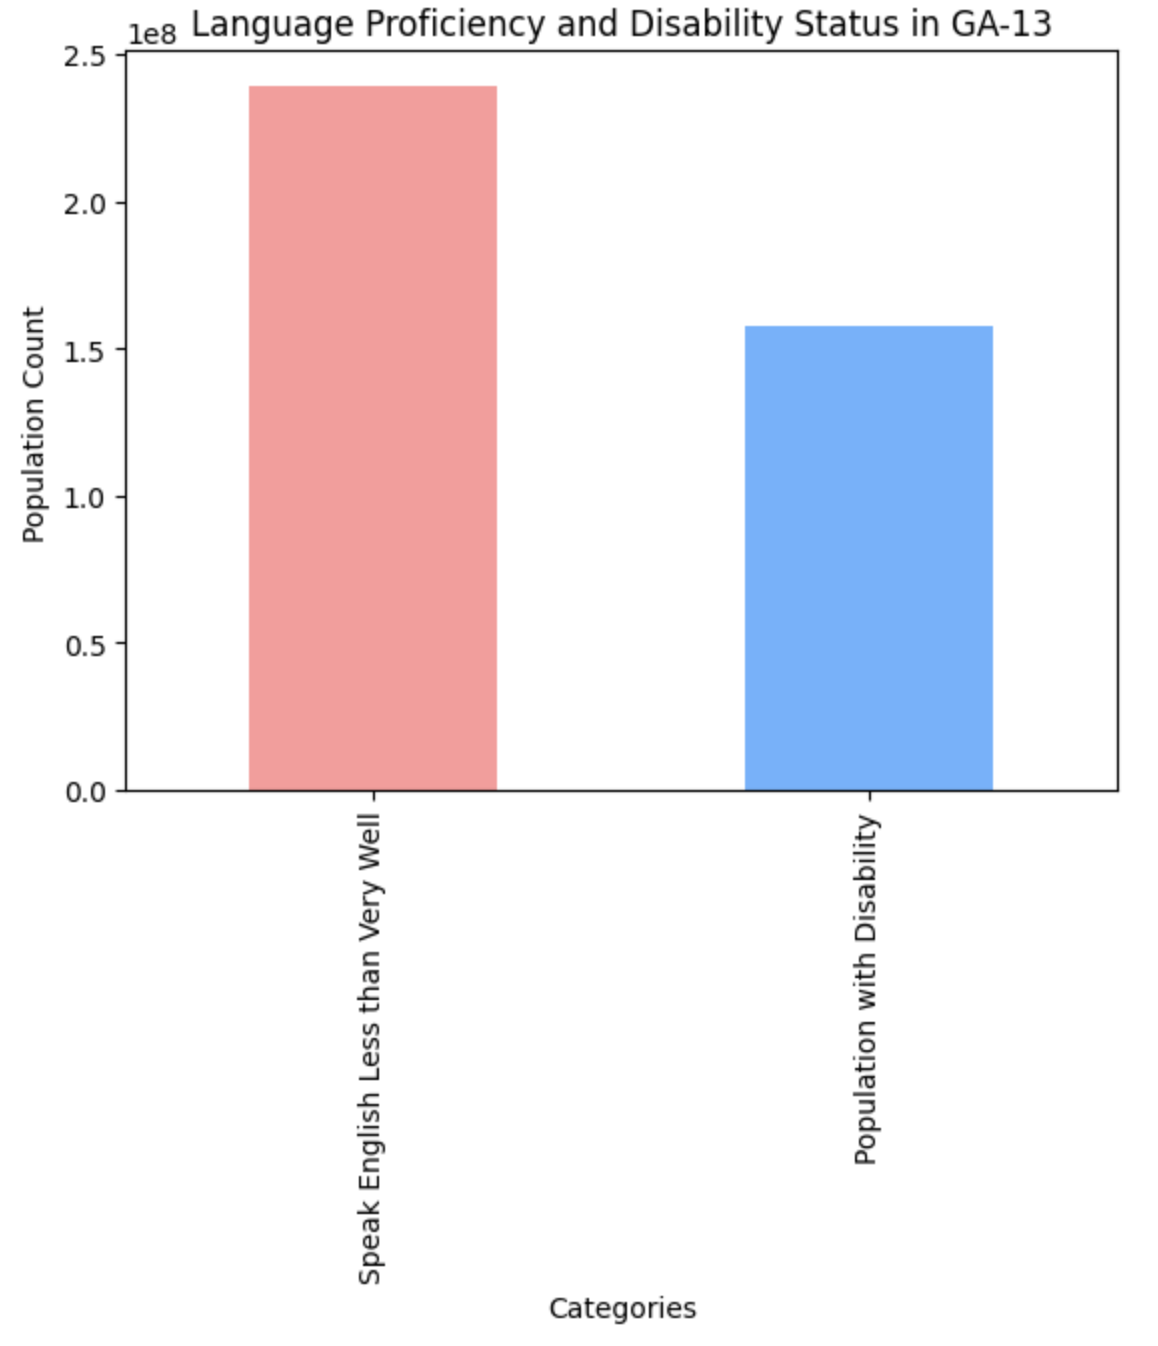 Language Proficiency and Disability Status in GA-13
1e8
2.5
2.0
1.5
1.0
0.5
0.0
Population Count
Speak English Less than Very Well
Population with Disability
Categories